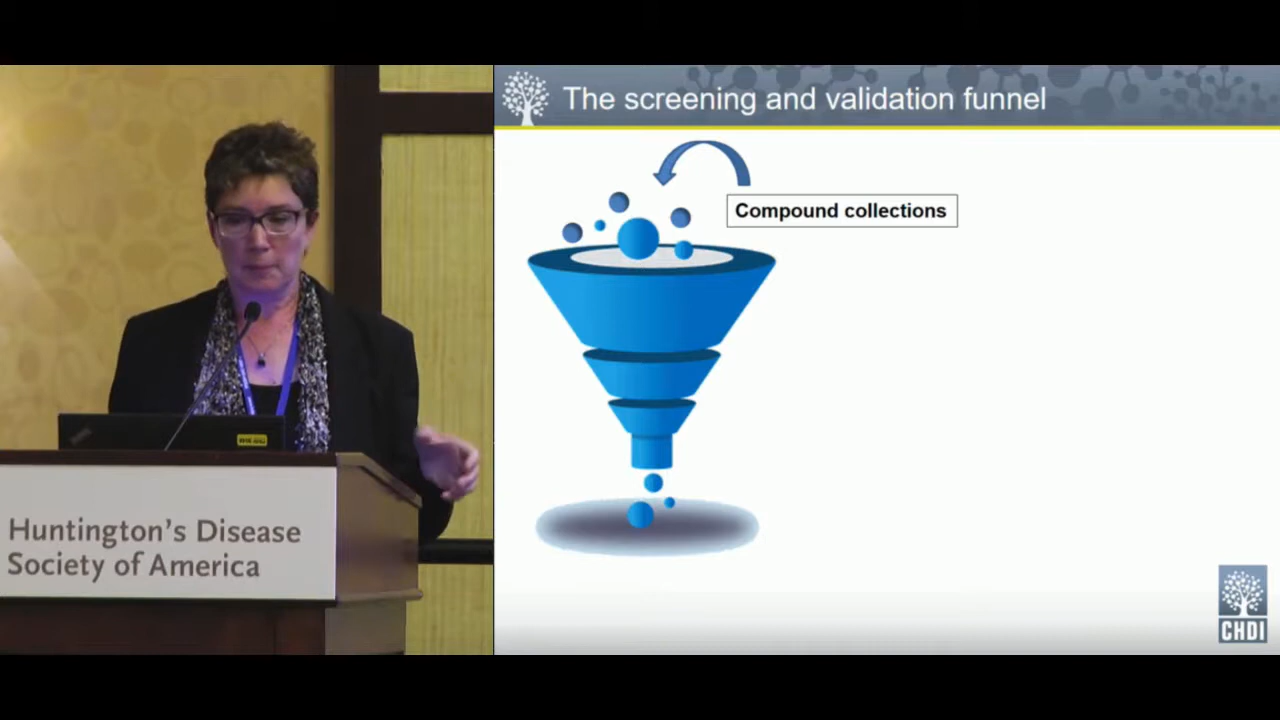 The screening and validation funnel
Compound collections
Huntington's Disease
Society of America
CHDI